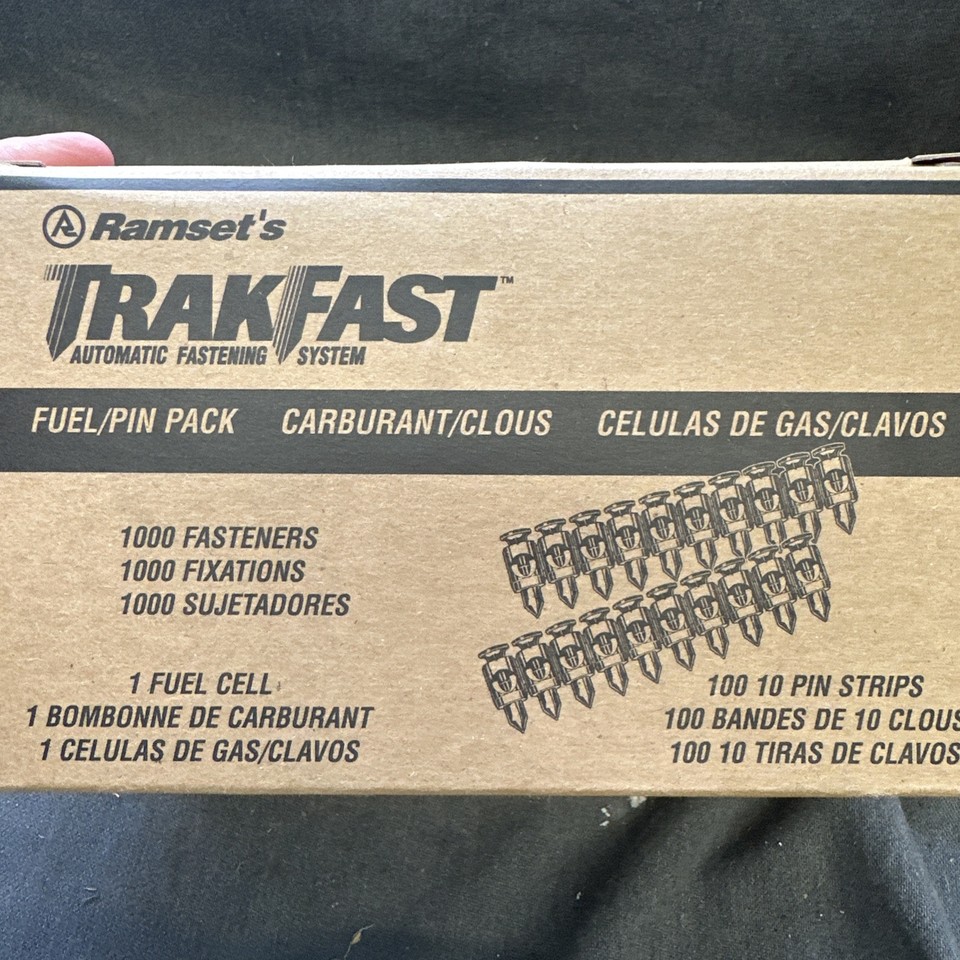 Ramset's
TRAKFAST™
AUTOMATIC FASTENING SYSTEM
FUEL/PIN PACK CARBURANT/CLOUS CELULAS DE GAS/CLAVOS
1000 FASTENERS
1000 FIXATIONS
1000 SUJETADORES
1 FUEL CELL
1 BOMBONNE DE CARBURANT
1 CELULAS DE GAS/CLAVOS
100 10 PIN STRIPS
100 BANDES DE 10 CLOUS
100 10 TIRAS DE CLAVOS